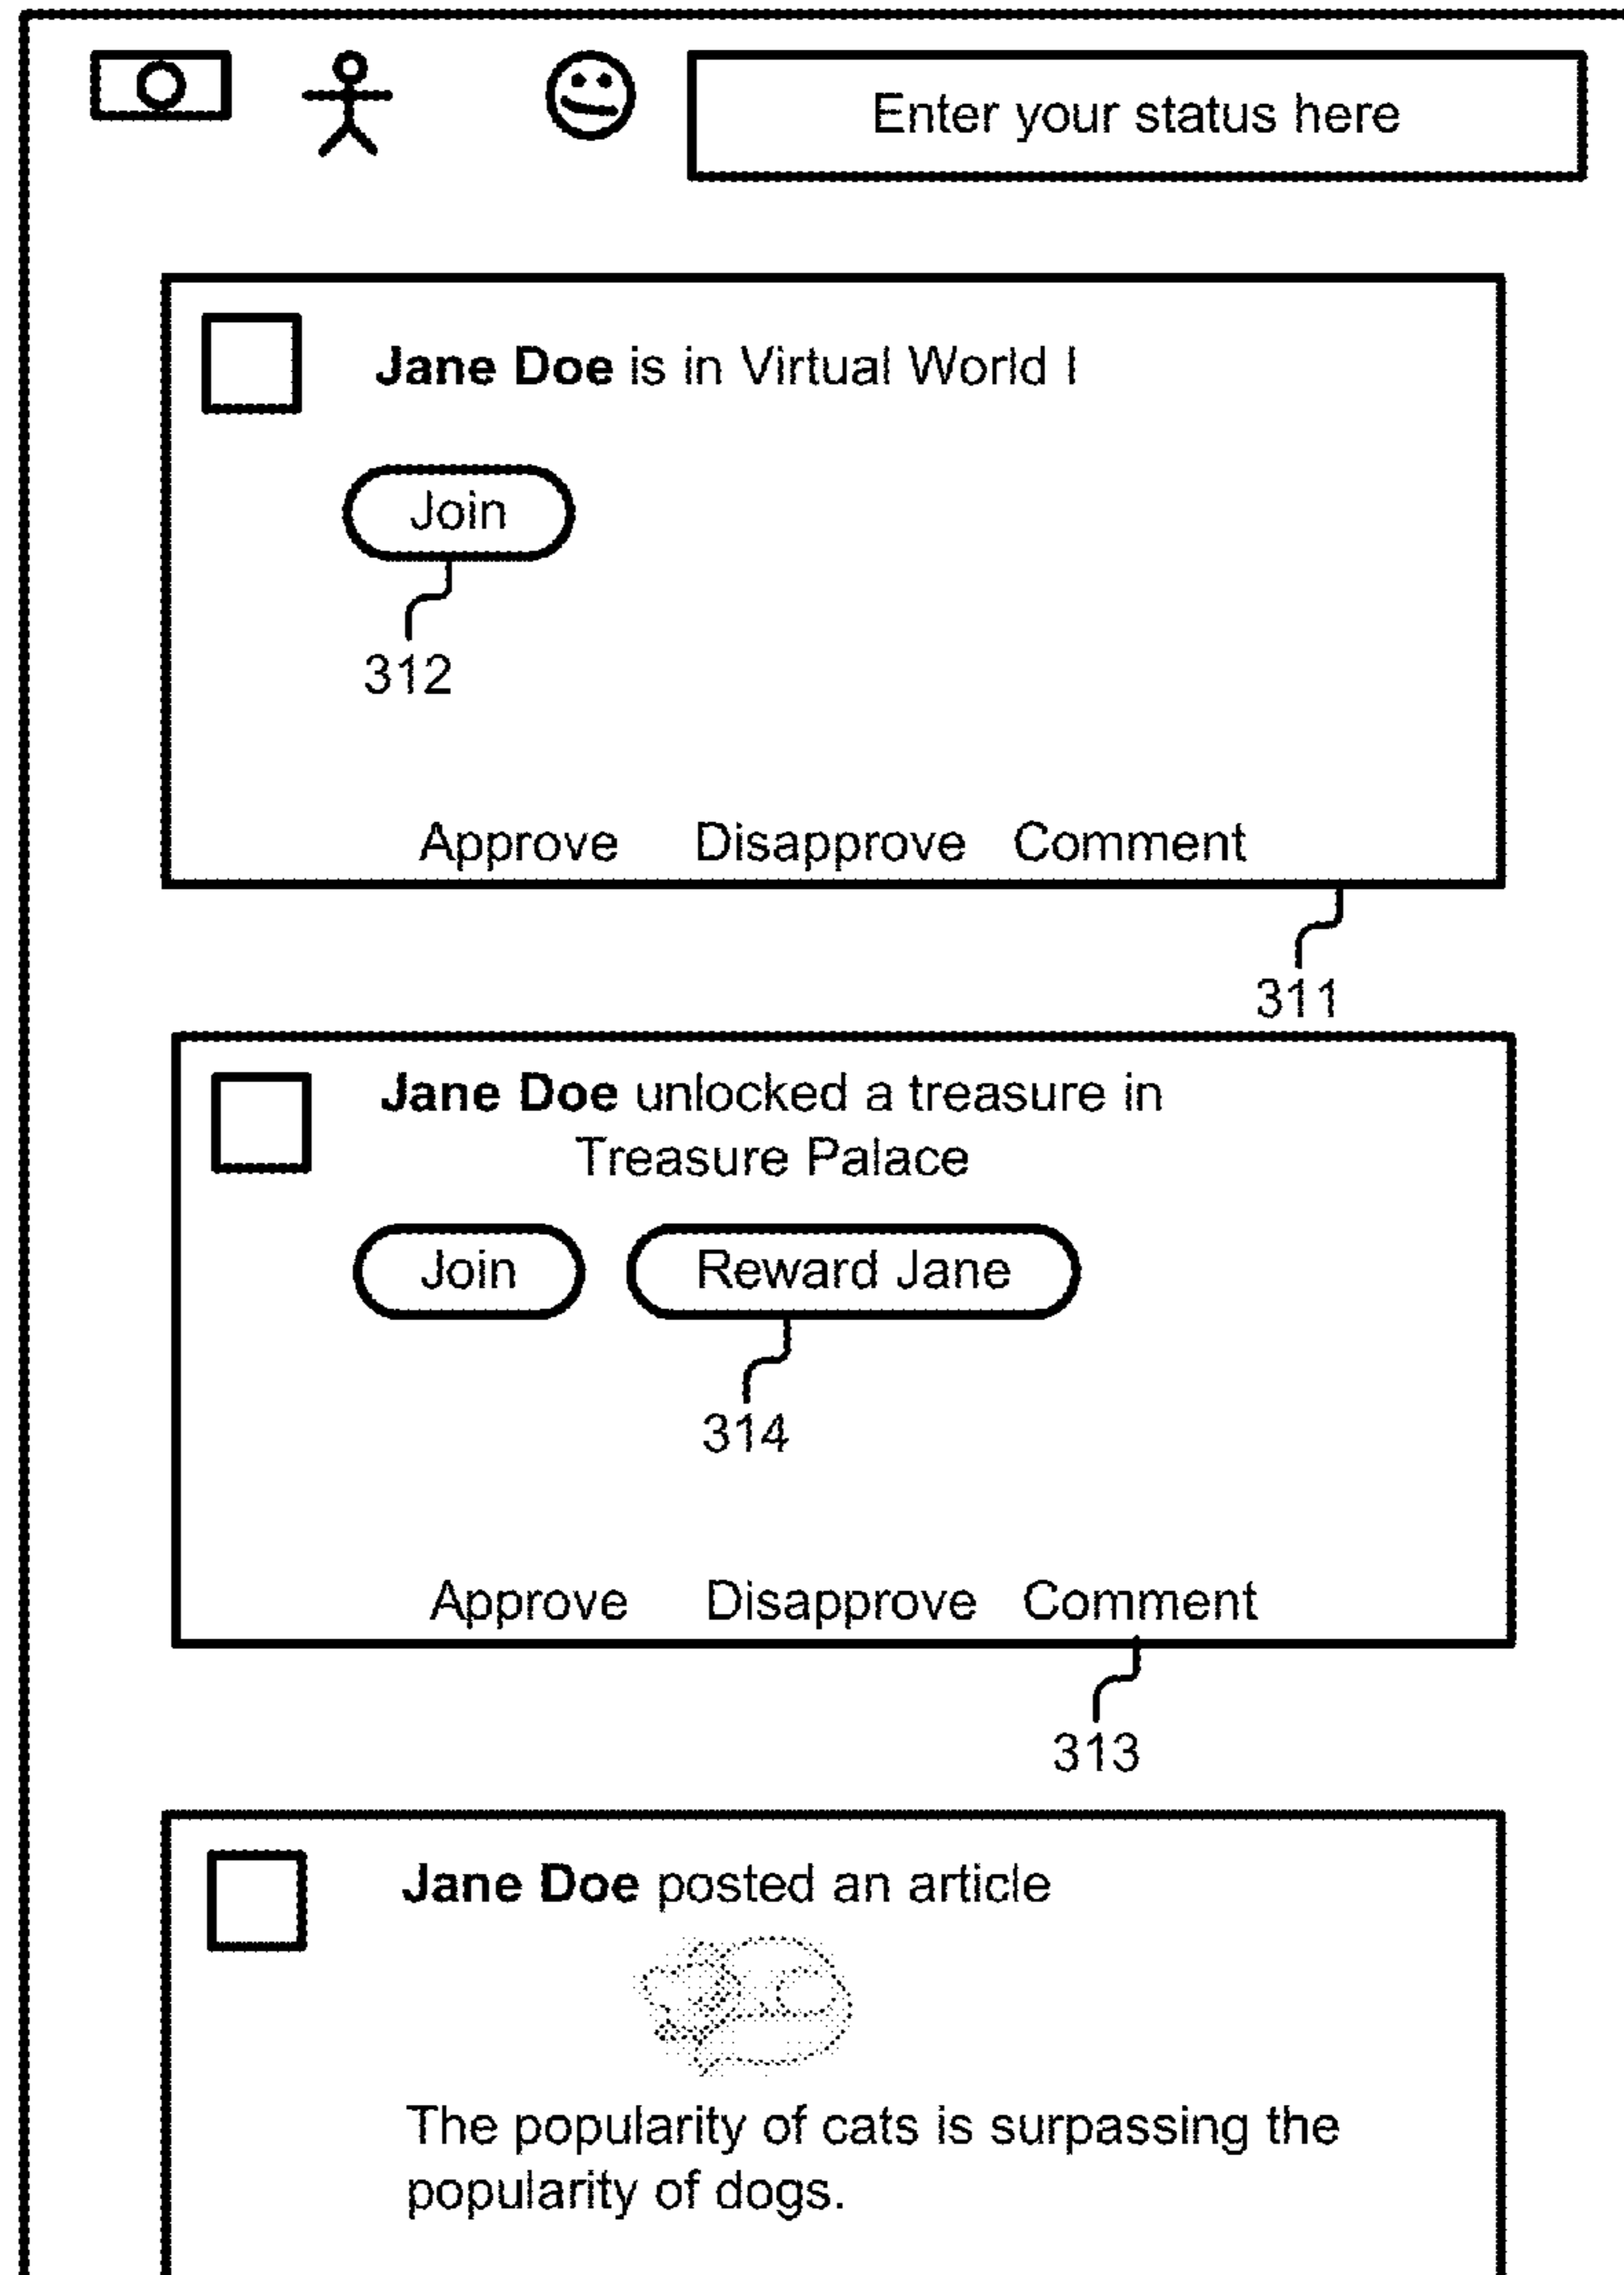 Enter your status here
Jane Doe is in Virtual World I
Join
312
Approve Disapprove Comment
311
Jane Doe unlocked a treasure in
Treasure Palace
Join Reward Jane
314
Approve Disapprove Comment
313
Jane Doe posted an article
The popularity of cats is surpassing the
popularity of dogs.